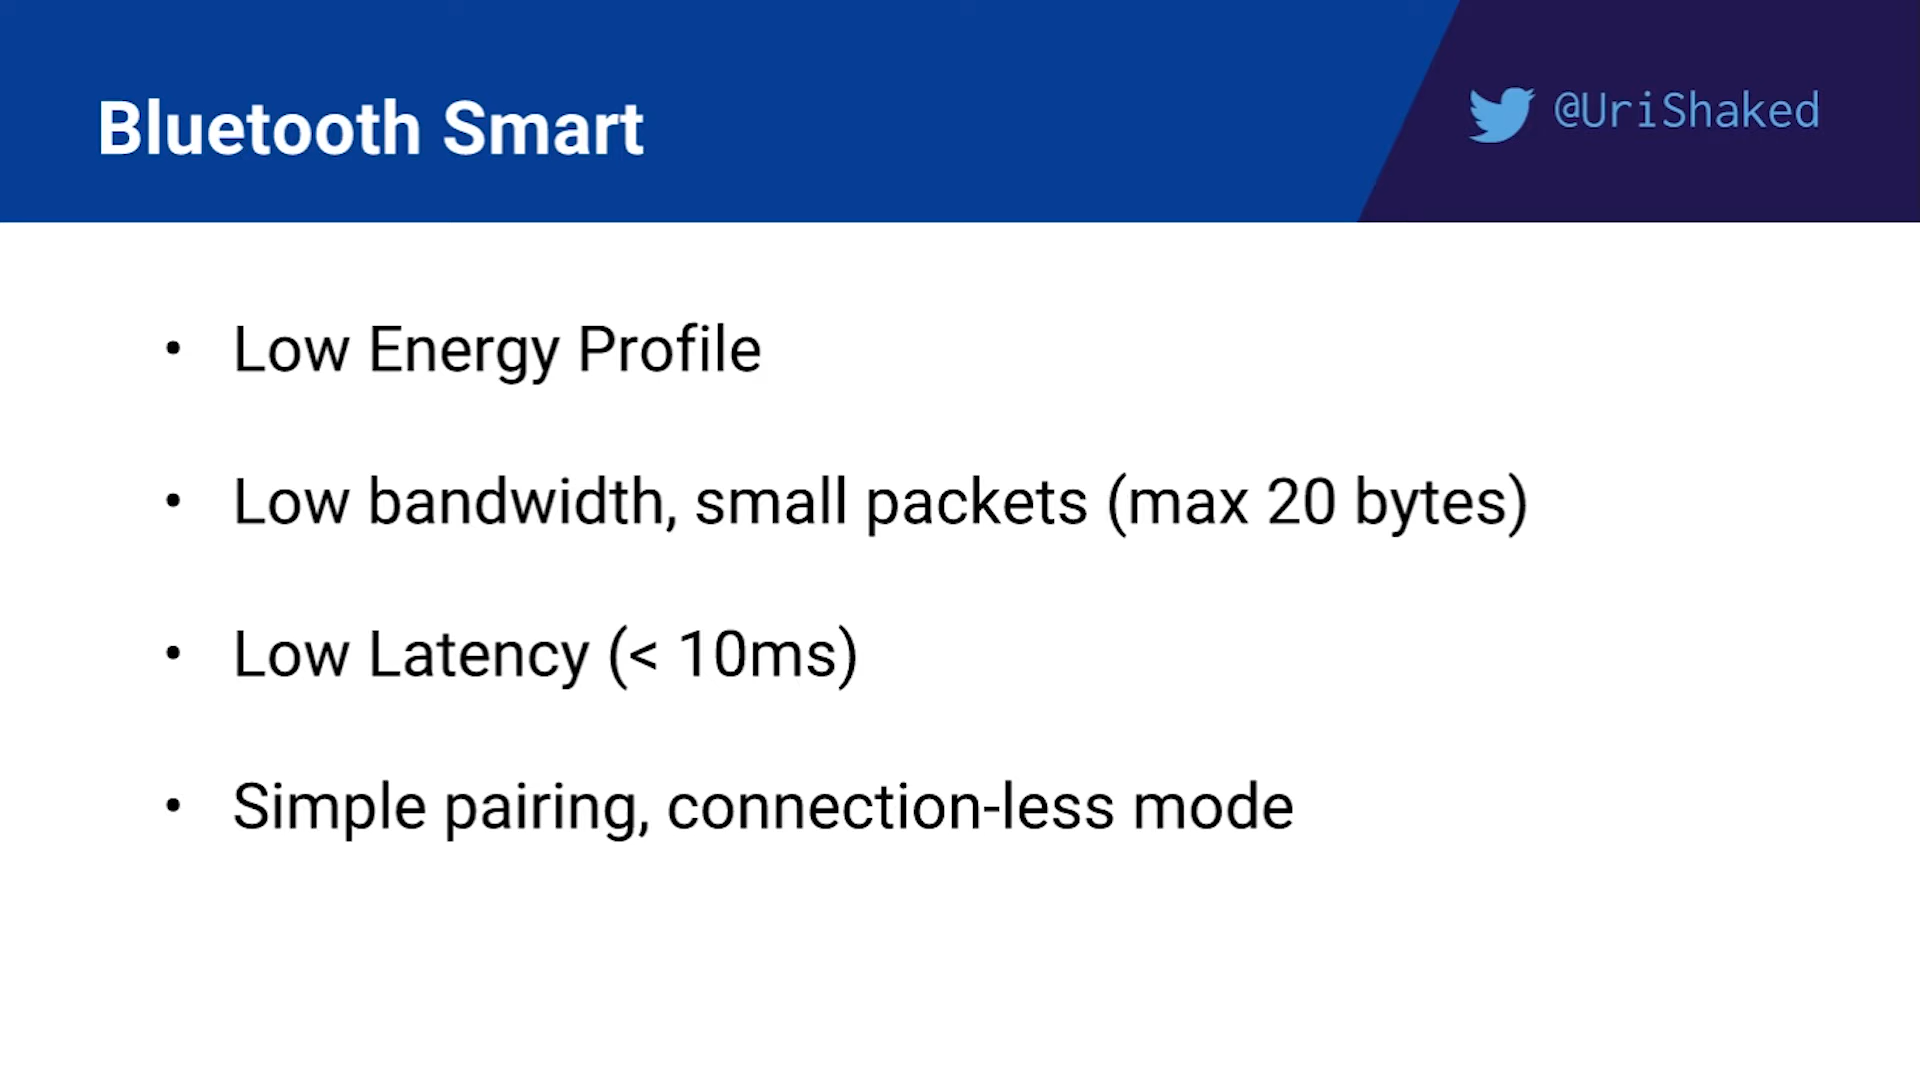 Bluetooth Smart
@UriShaked
• Low Energy Profile
• Low bandwidth, small packets (max 20 bytes)
• Low Latency (< 10ms)
• Simple pairing, connection-less mode